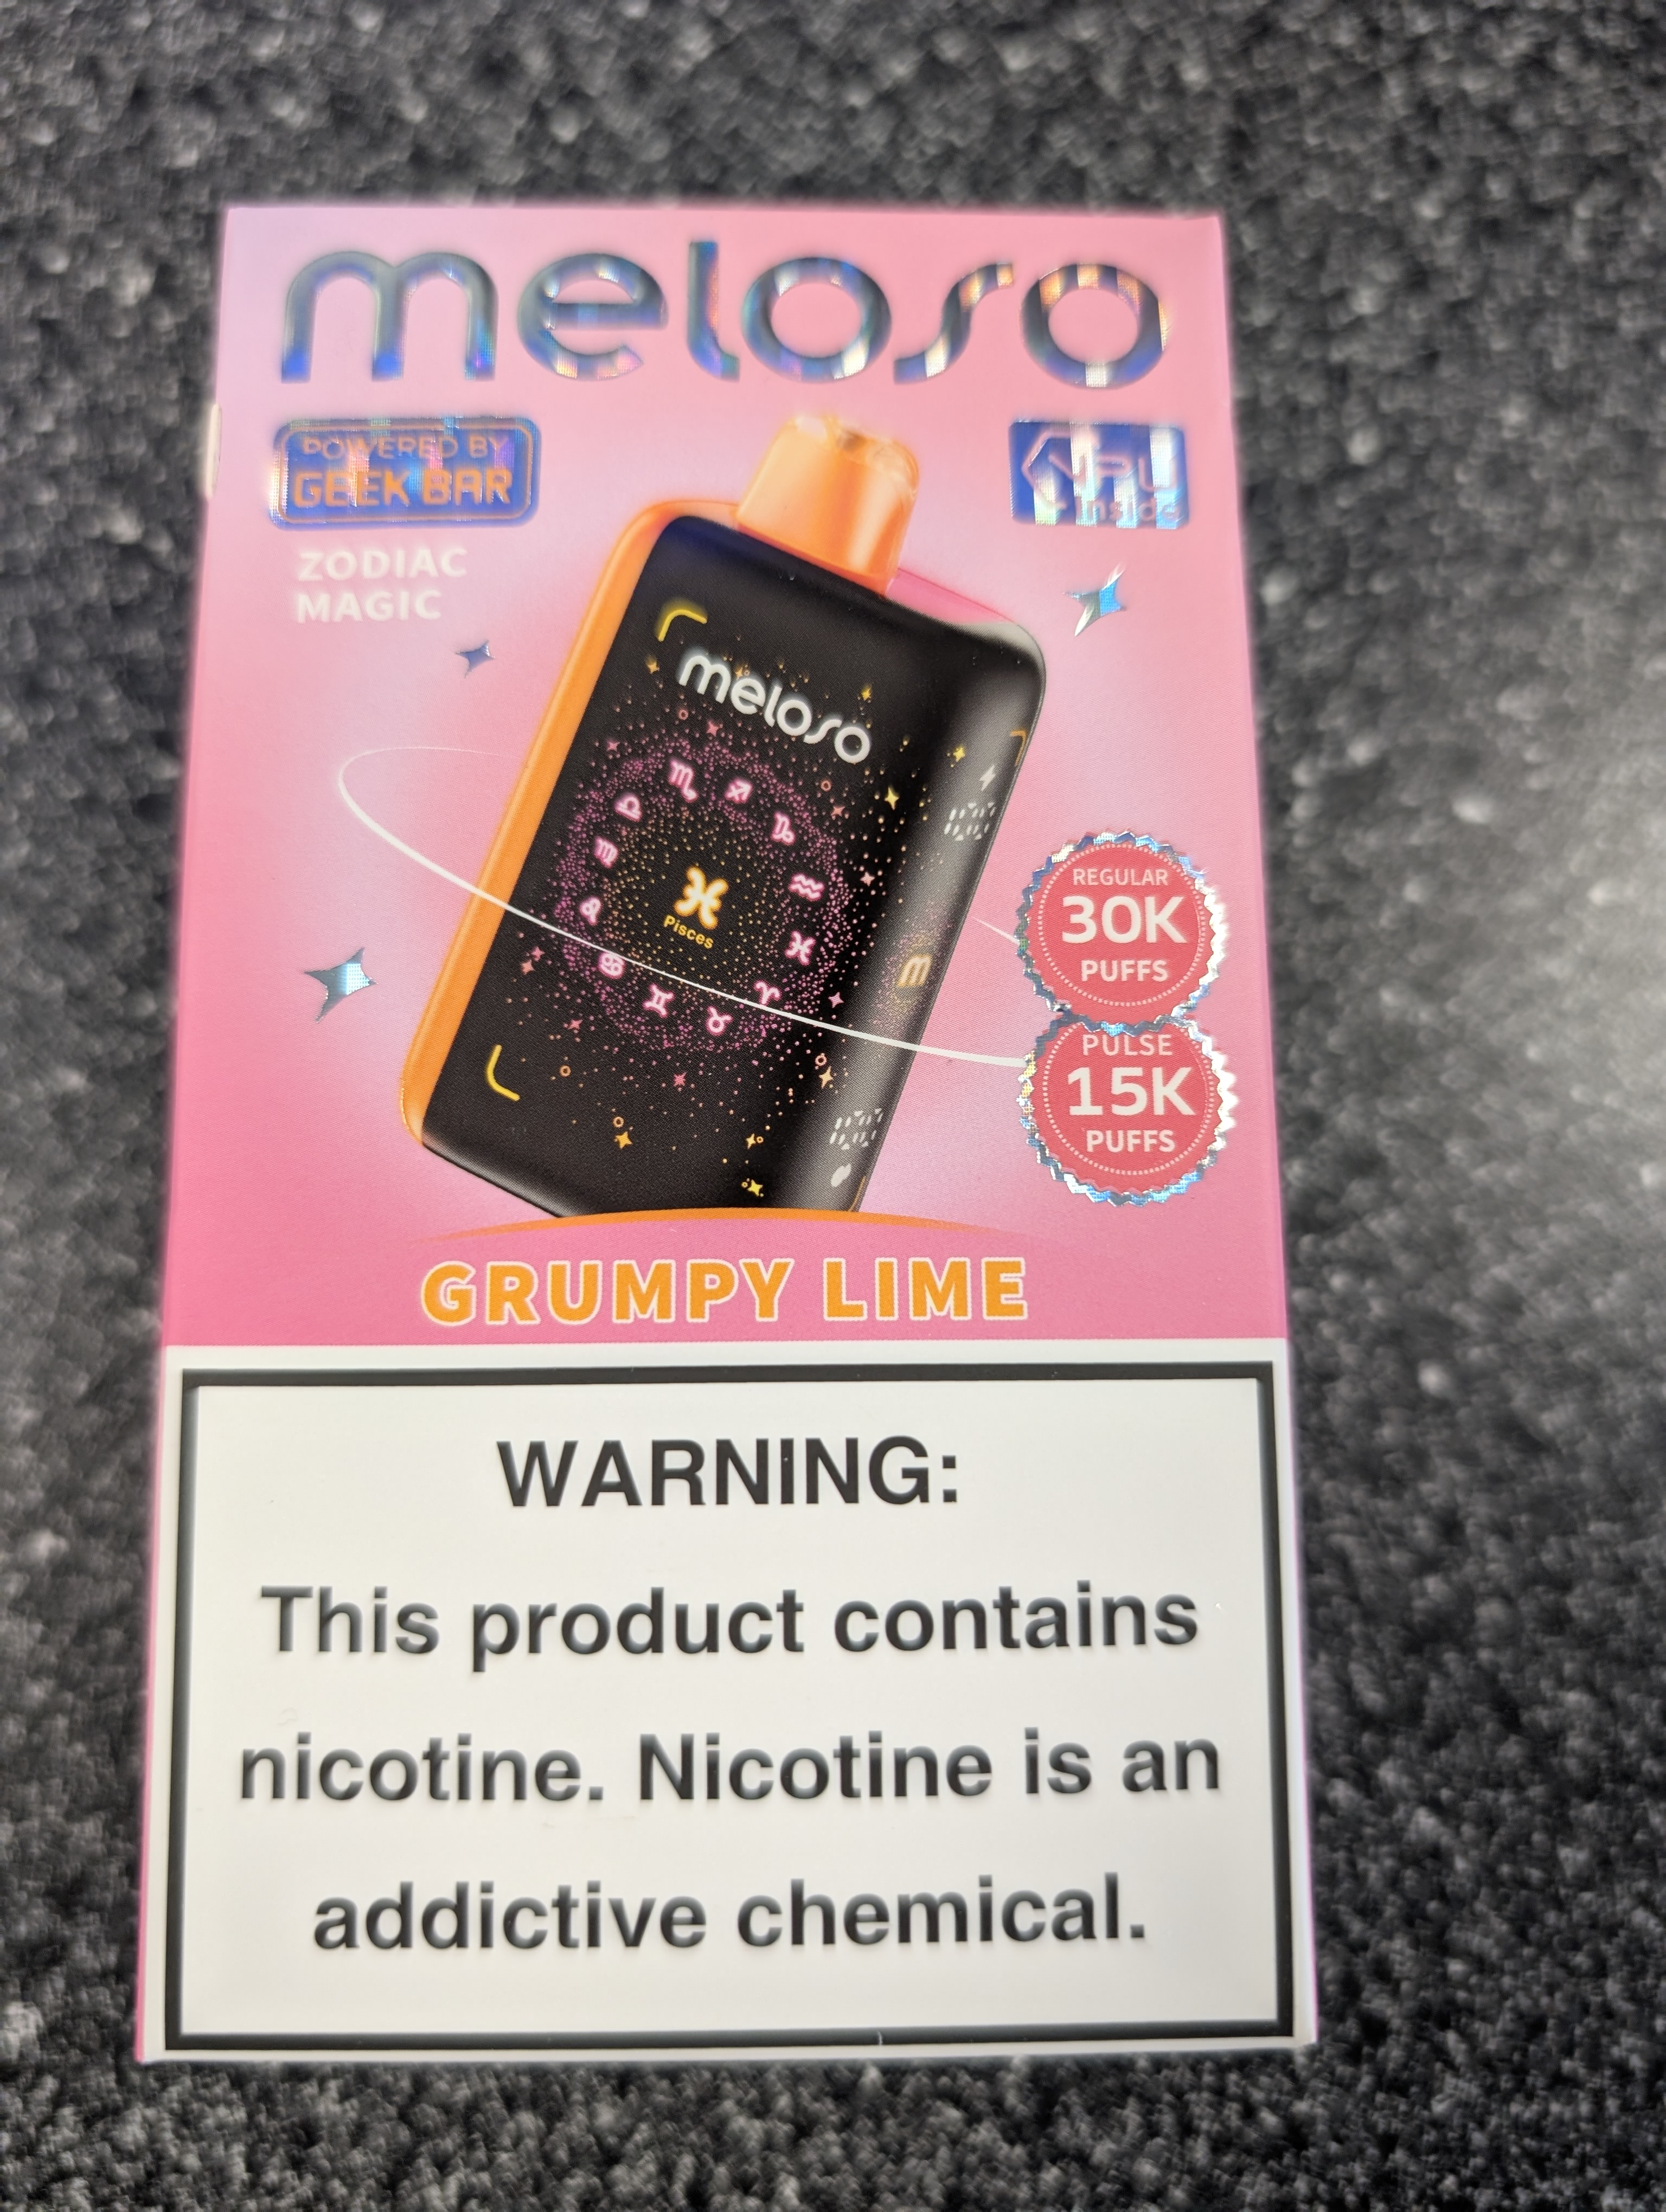 meloso
POWERED BY
GEEK BAR
VPU
inside
ZODIAC
MAGIC
meloso
Pisces
m
REGULAR
30K
PUFFS
PULSE
15K
PUFFS
GRUMPY LIME
WARNING:
This product contains
nicotine. Nicotine is an
addictive chemical.